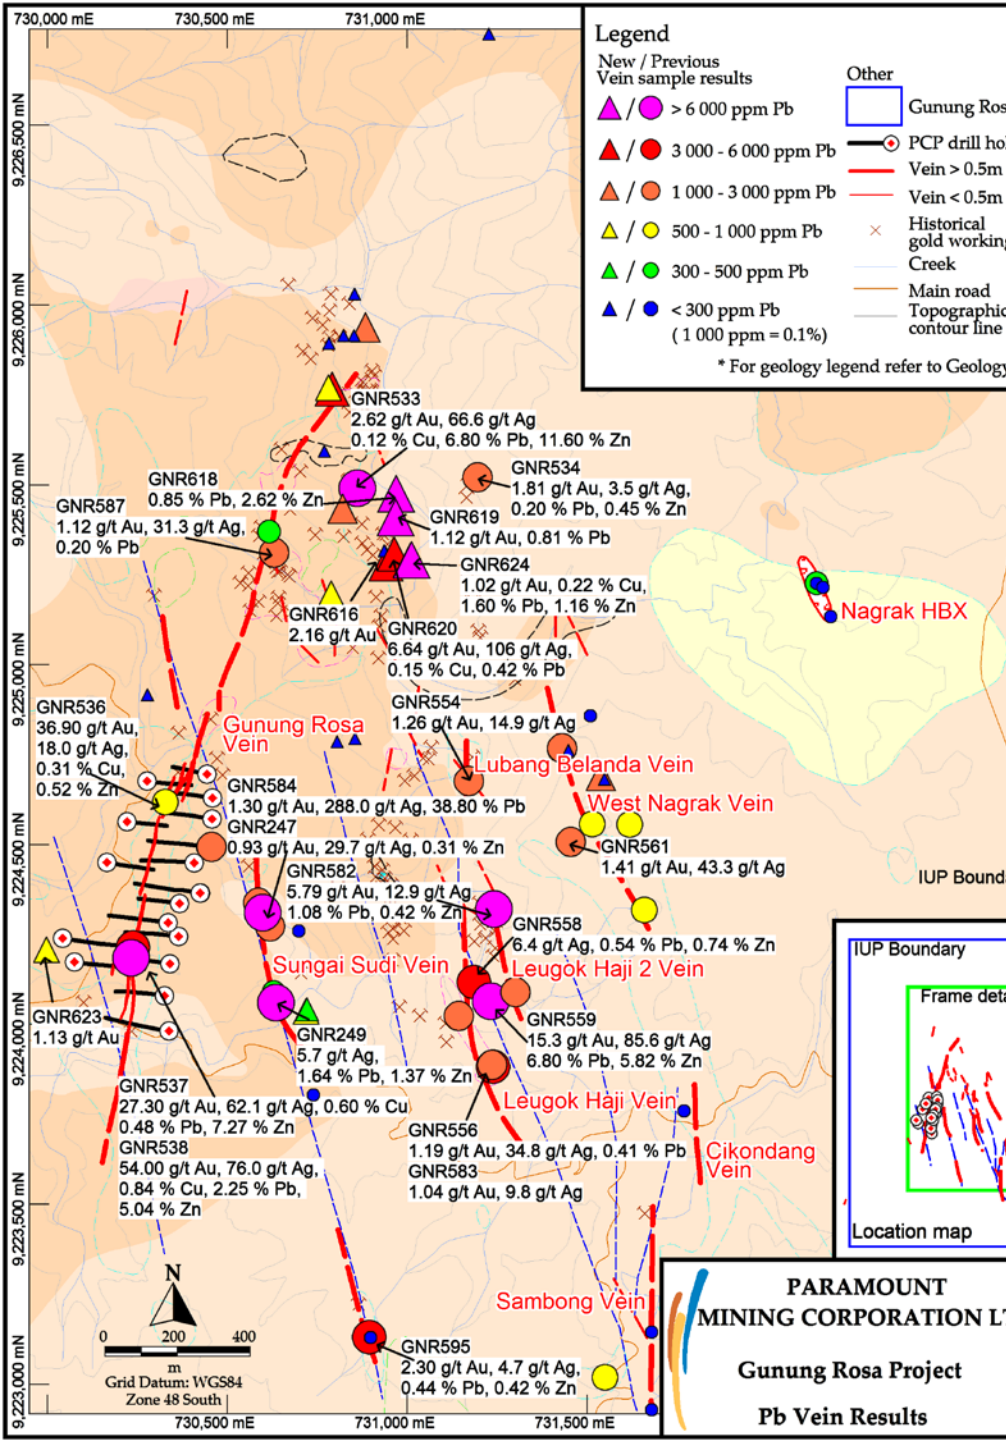 730,000 mE
730,500 mE
731,000 mE
Legend
New / Previous
Vein sample results
/ > 6 000 ppm Pb
/ 3 000 - 6 000 ppm Pb
/ 1 000 - 3 000 ppm Pb
/ 500 - 1 000 ppm Pb
/ 300 - 500 ppm Pb
/ < 300 ppm Pb
( 1 000 ppm = 0.1%)
Other
Gunung Ros
PCP drill hol
Vein > 0.5m
Vein < 0.5m
Historical
gold working
Creek
Main road
Topographic
contour line
* For geology legend refer to Geology
9,226,500 mN
9,226,000 mN
9,225,500 mN
9,225,000 mN
9,224,500 mN
9,224,000 mN
9,223,500 mN
9,223,000 mN
GNR533
2.62 g/t Au, 66.6 g/t Ag
0.12 % Cu, 6.80 % Pb, 11.60 % Zn
GNR618
0.85 % Pb, 2.62 % Zn
GNR534
1.81 g/t Au, 3.5 g/t Ag,
0.20 % Pb, 0.45 % Zn
GNR587
1.12 g/t Au, 31.3 g/t Ag,
0.20 % Pb
GNR619
1.12 g/t Au, 0.81 % Pb
GNR624
1.02 g/t Au, 0.22 % Cu,
1.60 % Pb, 1.16 % Zn
GNR616
2.16 g/t Au
GNR620
6.64 g/t Au, 106 g/t Ag,
0.15 % Cu, 0.42 % Pb
Nagrak HBX
GNR536
36.90 g/t Au,
18.0 g/t Ag,
0.31 % Cu,
0.52 % Zn
Gunung Rosa
Vein
GNR554
1.26 g/t Au, 14.9 g/t Ag
Lubang Belanda Vein
GNR584
1.30 g/t Au, 288.0 g/t Ag, 38.80 % Pb
West Nagrak Vein
GNR247
0.93 g/t Au, 29.7 g/t Ag, 0.31 % Zn
GNR561
1.41 g/t Au, 43.3 g/t Ag
GNR582
5.79 g/t Au, 12.9 g/t Ag
1.08 % Pb, 0.42 % Zn
IUP Bounda
GNR558
6.4 g/t Ag, 0.54 % Pb, 0.74 % Zn
Sungai Sudi Vein
Leugok Haji 2 Vein
GNR623
1.13 g/t Au
GNR249
5.7 g/t Ag,
1.64 % Pb, 1.37 % Zn
GNR559
15.3 g/t Au, 85.6 g/t Ag
6.80 % Pb, 5.82 % Zn
GNR537
27.30 g/t Au, 62.1 g/t Ag, 0.60 % Cu
0.48 % Pb, 7.27 % Zn
GNR538
54.00 g/t Au, 76.0 g/t Ag,
0.84 % Cu, 2.25 % Pb,
5.04 % Zn
Leugok Haji Vein
GNR556
1.19 g/t Au, 34.8 g/t Ag, 0.41 % Pb
GNR583
1.04 g/t Au, 9.8 g/t Ag
Cikondang
Vein
Sambong Vein
GNR595
2.30 g/t Au, 4.7 g/t Ag,
0.44 % Pb, 0.42 % Zn
IUP Boundary
Frame deta
Location map
N
0 200 400
m
Grid Datum: WGS84
Zone 48 South
PARAMOUNT
MINING CORPORATION LT
Gunung Rosa Project
Pb Vein Results
730,500 mE
731,000 mE
731,500 mE